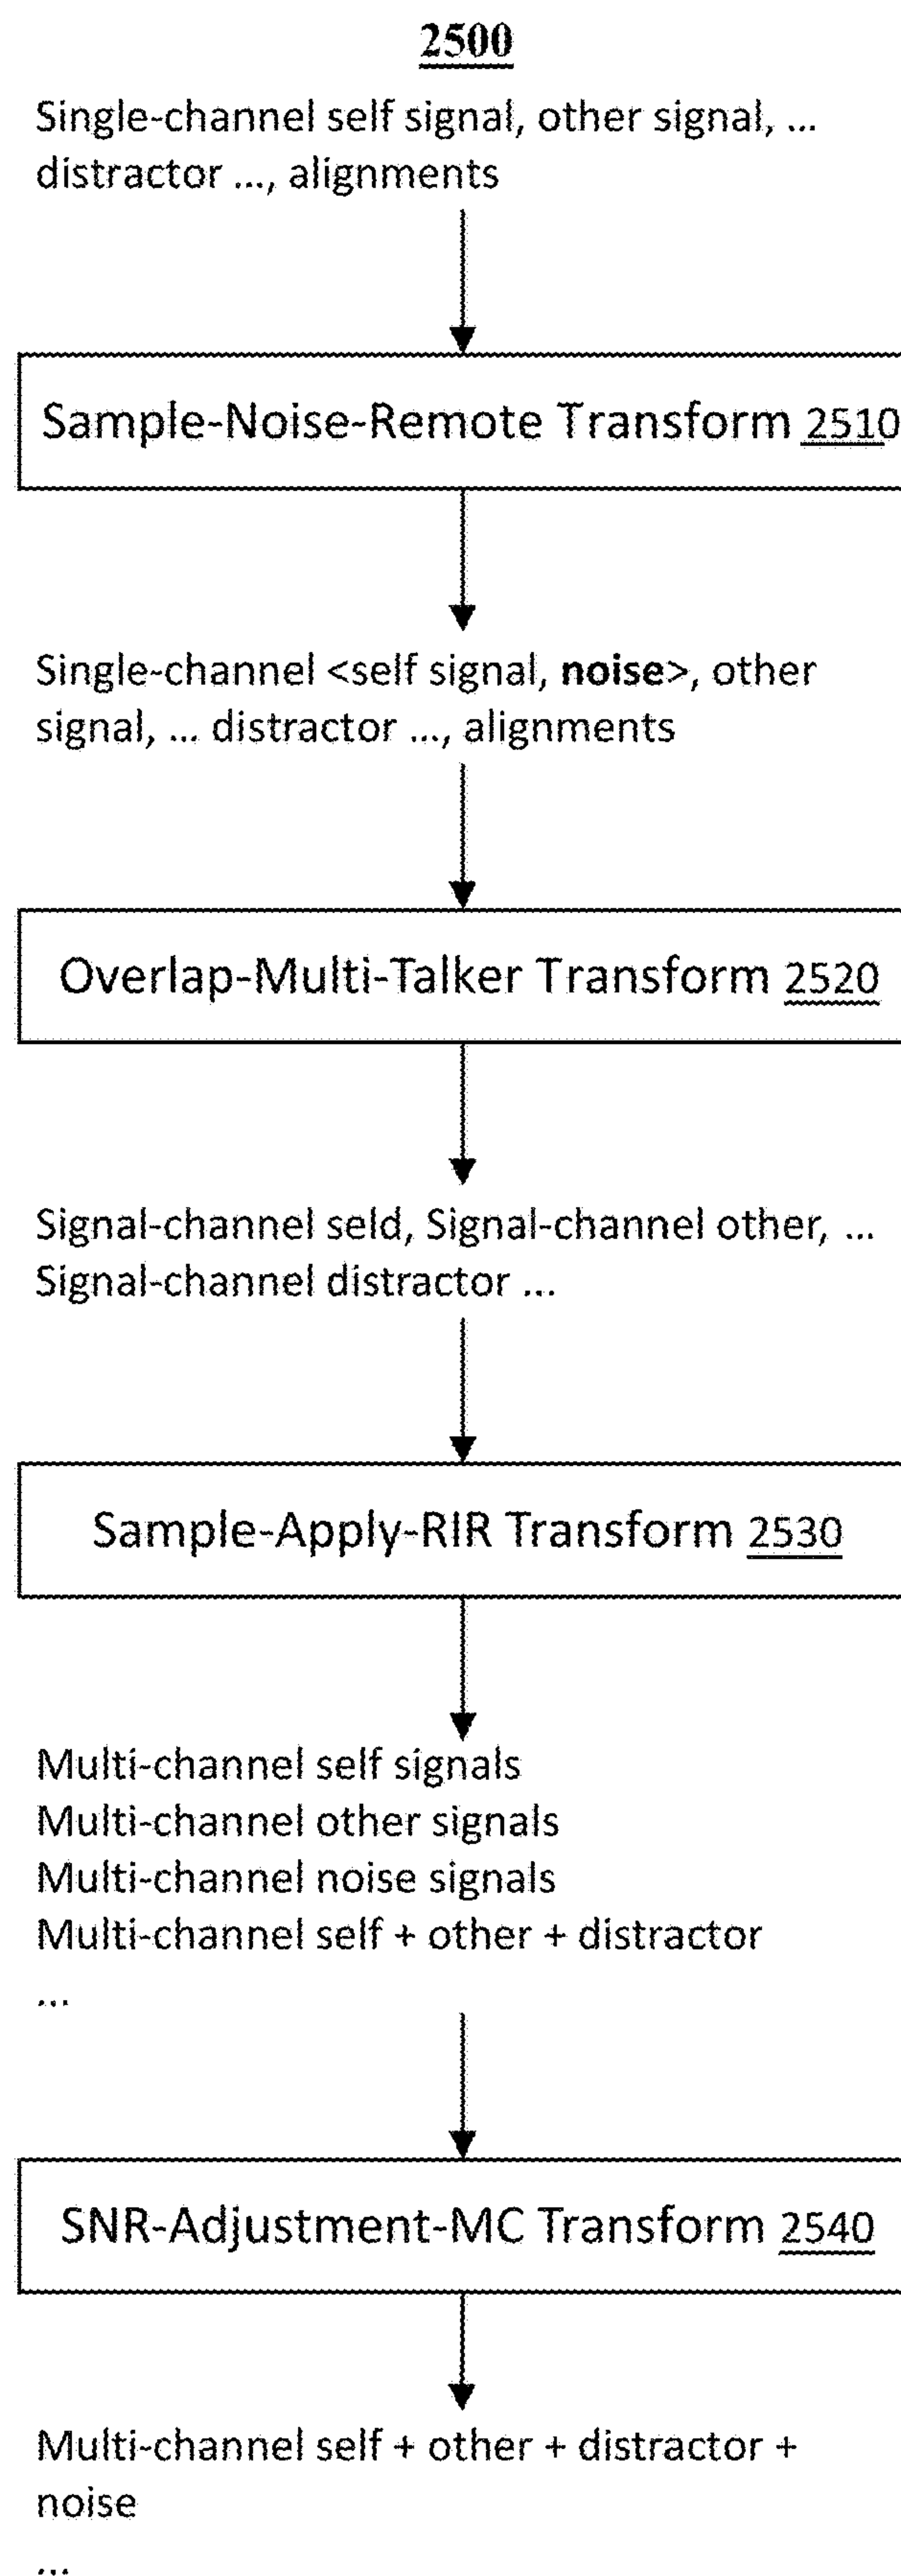 2500
Single-channel self signal, other signal, ...
distractor ..., alignments
Sample-Noise-Remote Transform 2510
Single-channel <self signal, noise>, other
signal, ... distractor ..., alignments
Overlap-Multi-Talker Transform 2520
Signal-channel seld, Signal-channel other, ...
Signal-channel distractor ...
Sample-Apply-RIR Transform 2530
Multi-channel self signals
Multi-channel other signals
Multi-channel noise signals
Multi-channel self + other + distractor
...
SNR-Adjustment-MC Transform 2540
Multi-channel self + other + distractor +
noise
...